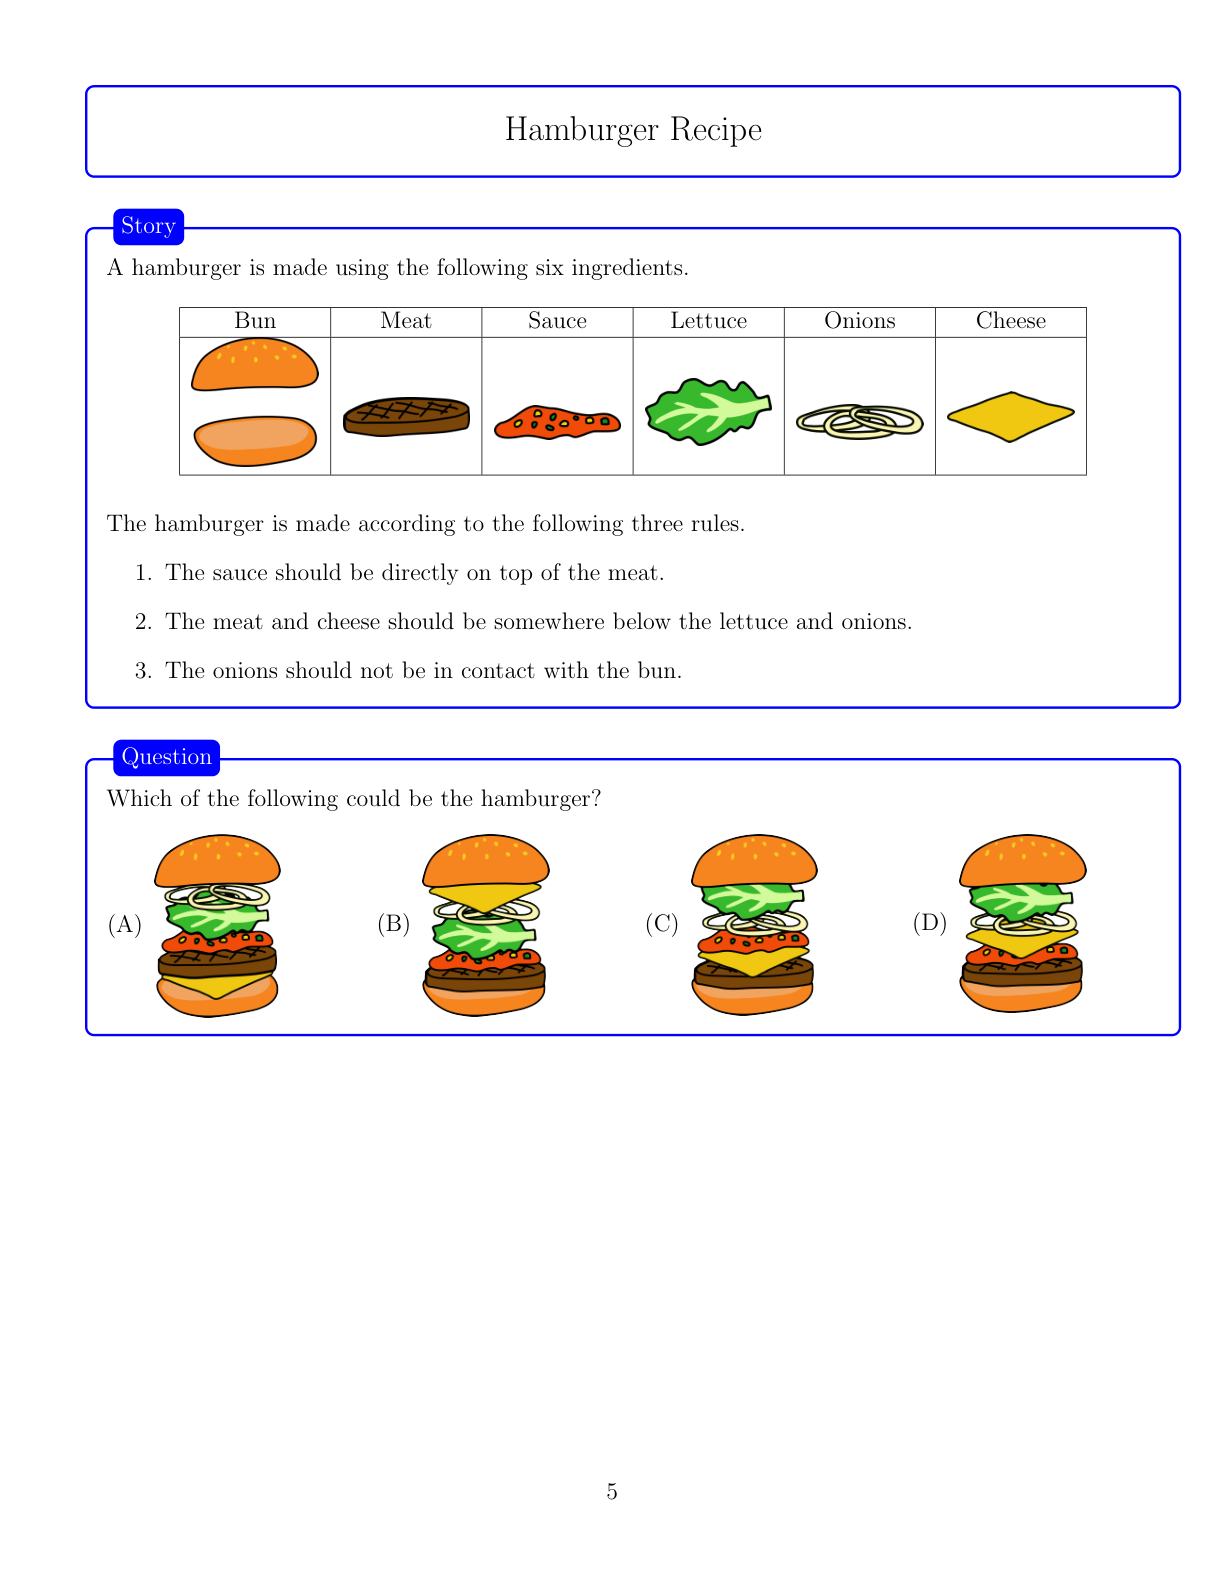 Hamburger Recipe
Story
A hamburger is made using the following six ingredients.
Bun Meat Sauce Lettuce Onions Cheese
The hamburger is made according to the following three rules.
1. The sauce should be directly on top of the meat.
2. The meat and cheese should be somewhere below the lettuce and onions.
3. The onions should not be in contact with the bun.
Question
Which of the following could be the hamburger?
(A) (B) (C) (D)
5